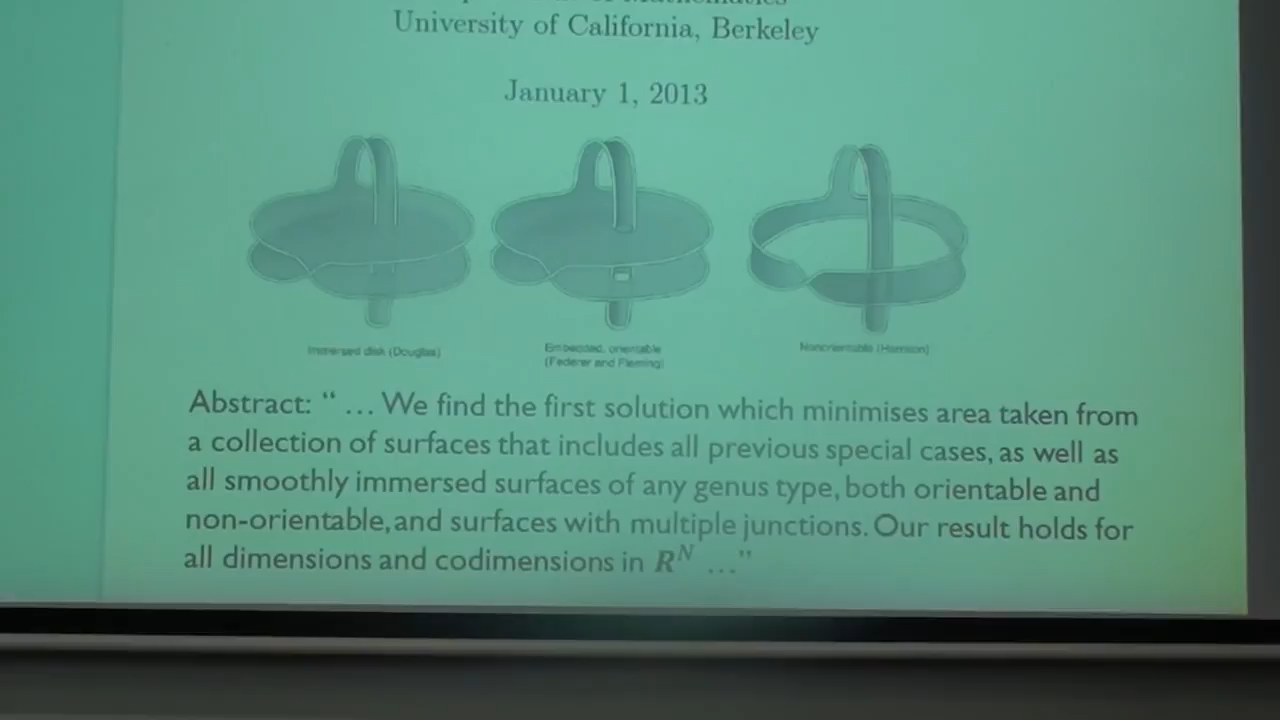 of Mathematics
University of California, Berkeley
January 1, 2013
Immersed disk (Douglas)
Embedded, orientable
(Federer and Fleming)
Nonorientable (Harrison)
Abstract: “ ... We find the first solution which minimises area taken from
a collection of surfaces that includes all previous special cases, as well as
all smoothly immersed surfaces of any genus type, both orientable and
non-orientable, and surfaces with multiple junctions. Our result holds for
all dimensions and codimensions in R^N ...”